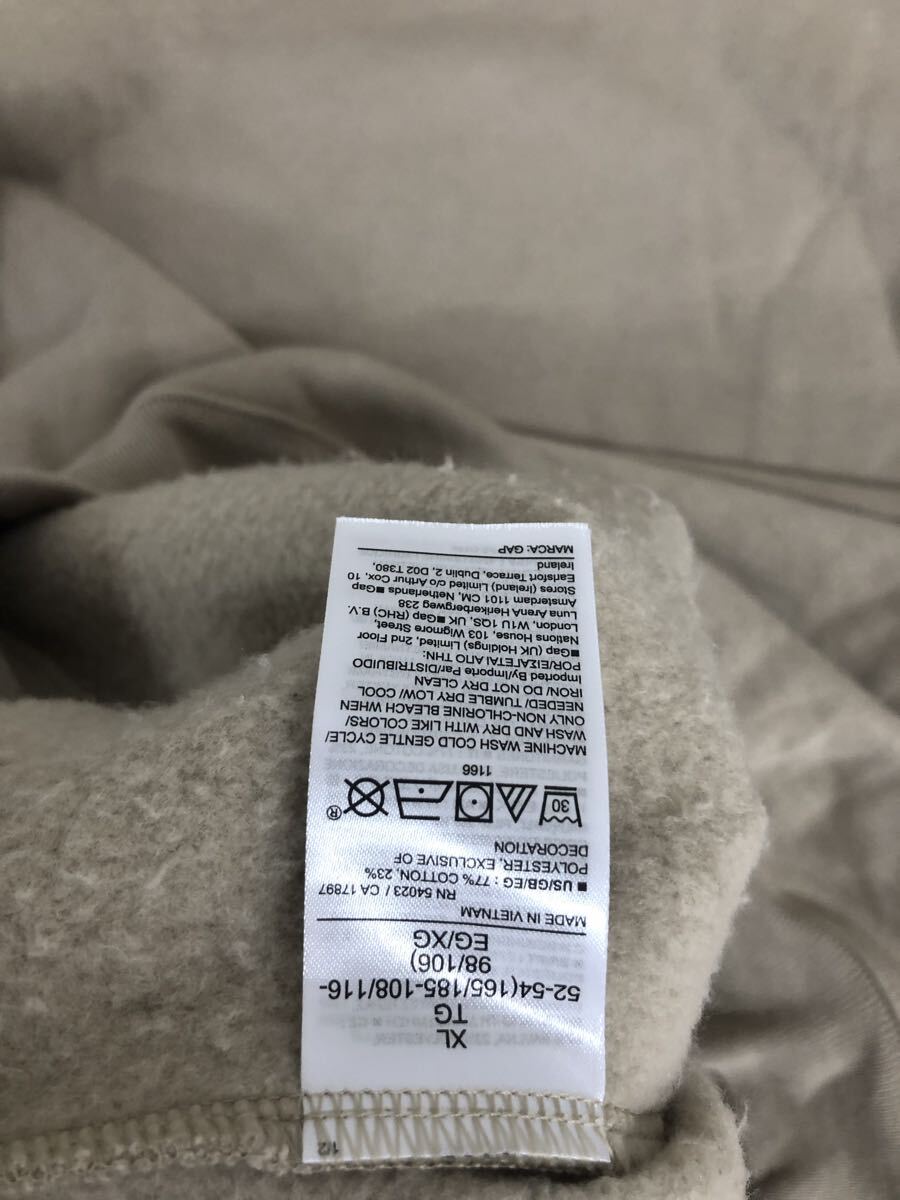 XL
TG
52-54(165/185-108/116-
98/106)
EG/XG
MADE IN VIETNAM
RN 54023 / CA 17897
■ US/GB/EG : 77% COTTON, 23%
POLYESTER, EXCLUSIVE OF
DECORATION
30
®
1166
MACHINE WASH COLD GENTLE CYCLE/
WASH AND DRY WITH LIKE COLORS/
ONLY NON-CHLORINE BLEACH WHEN
NEEDED/ TUMBLE DRY LOW/ COOL
IRON/ DO NOT DRY CLEAN
Imported By/Importe Par/DISTRIBUIDO
POR/ΕΙΖΑΓΕΤΑΙ ΑΠΟ ΤΗΝ:
■ Gap (UK Holdings) Limited, 2nd Floor
Nations House, 103 Wigmore Street,
London, W1U 1QS, UK ■ Gap (RHC) B.V.
Luna ArenA Herikerbergweg 238
Amsterdam 1101 CM, Netherlands ■ Gap
Stores (Ireland) Limited c/o Arthur Cox, 10
Earlsfort Terrace, Dublin 2, D02 T380,
Ireland
MARCA: GAP
1/2